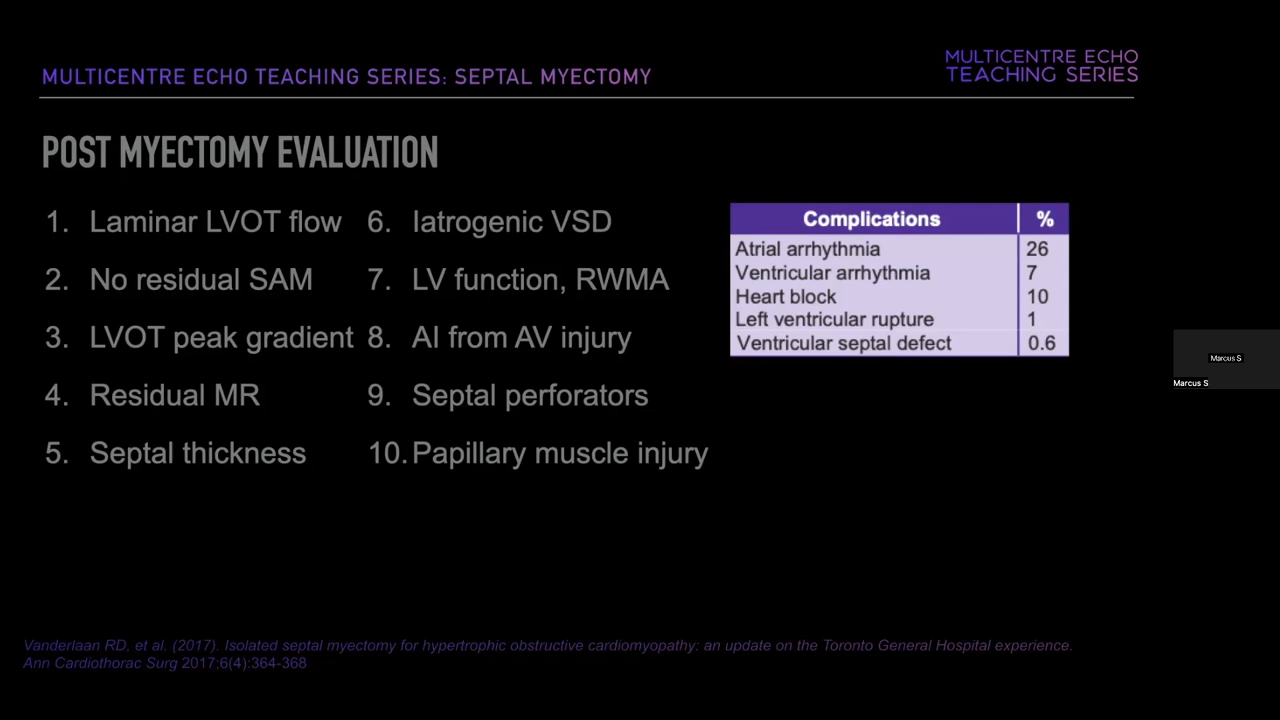 MULTICENTRE ECHO TEACHING SERIES: SEPTAL MYECTOMY
MULTICENTRE ECHO
TEACHING SERIES
POST MYECTOMY EVALUATION
1. Laminar LVOT flow
2. No residual SAM
3. LVOT peak gradient
4. Residual MR
5. Septal thickness
6. Iatrogenic VSD
7. LV function, RWMA
8. AI from AV injury
9. Septal perforators
10. Papillary muscle injury
Complications %
Atrial arrhythmia 26
Ventricular arrhythmia 7
Heart block 10
Left ventricular rupture 1
Ventricular septal defect 0.6
Marcus S
Marcus S
Vanderlaan RD, et al. (2017). Isolated septal myectomy for hypertrophic obstructive cardiomyopathy: an update on the Toronto General Hospital experience.
Ann Cardiothorac Surg 2017;6(4):364-368